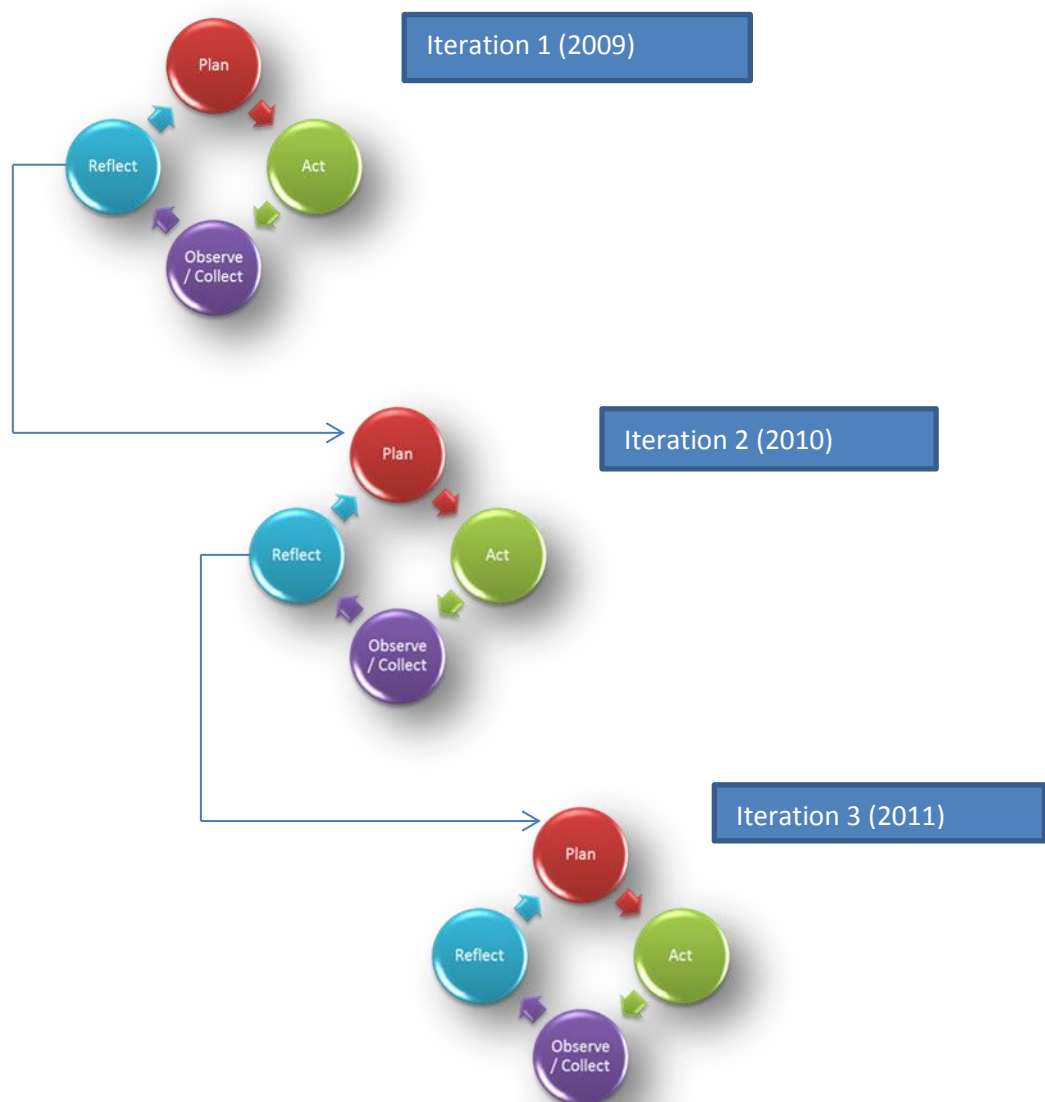 Iteration 1 (2009)
Plan
Reflect
Act
Observe
/ Collect
Iteration 2 (2010)
Plan
Reflect
Act
Observe
/ Collect
Iteration 3 (2011)
Plan
Reflect
Act
Observe
/ Collect